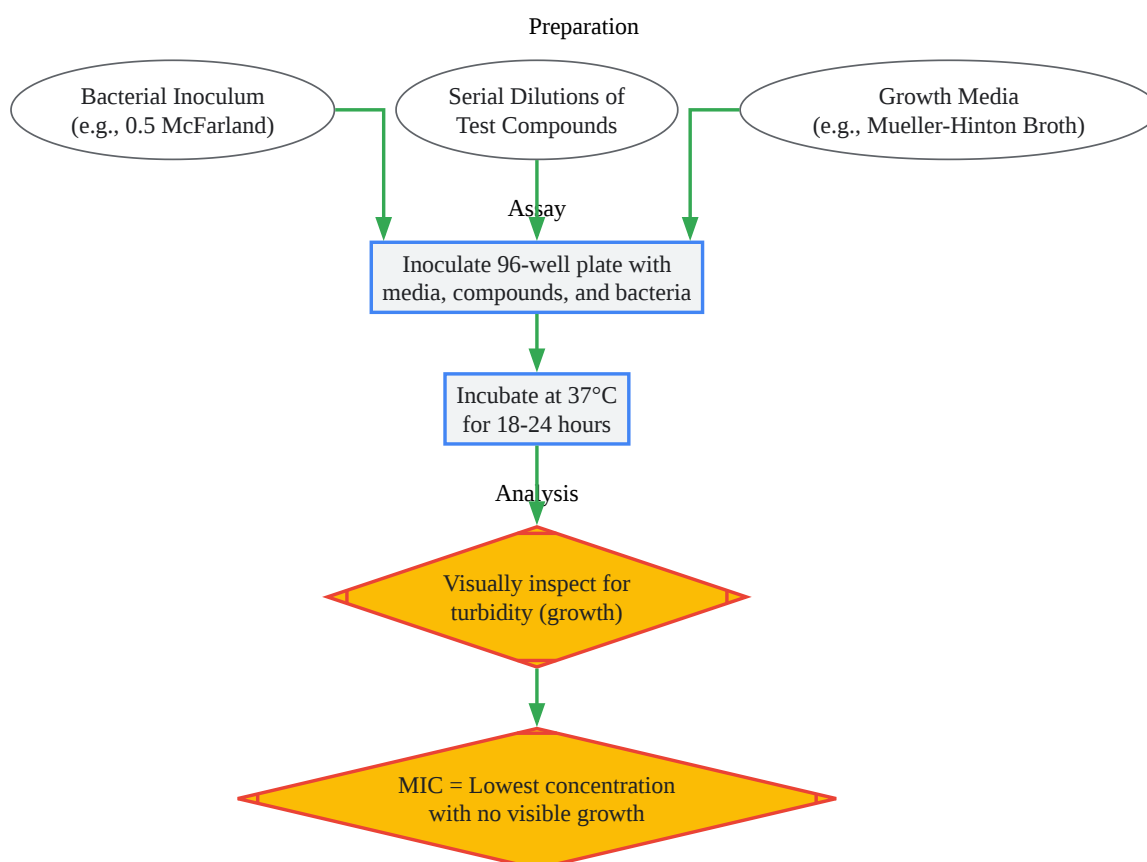 Preparation
Bacterial Inoculum
(e.g., 0.5 McFarland)
Serial Dilutions of
Test Compounds
Growth Media
(e.g., Mueller-Hinton Broth)
Assay
Inoculate 96-well plate with
media, compounds, and bacteria
Incubate at 37°C
for 18-24 hours
Analysis
Visually inspect for
turbidity (growth)
MIC = Lowest concentration
with no visible growth